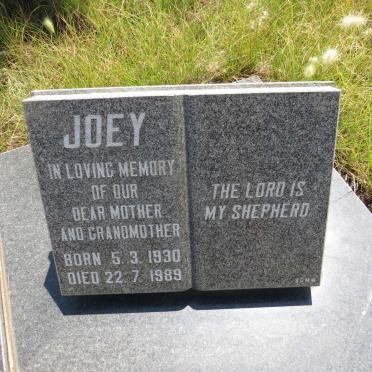 JOEY
IN LOVING MEMORY
OF OUR
DEAR MOTHER
AND GRANDMOTHER
BORN 5. 3. 1930
DIED 22. 7. 1989
THE LORD IS
MY SHEPHERD